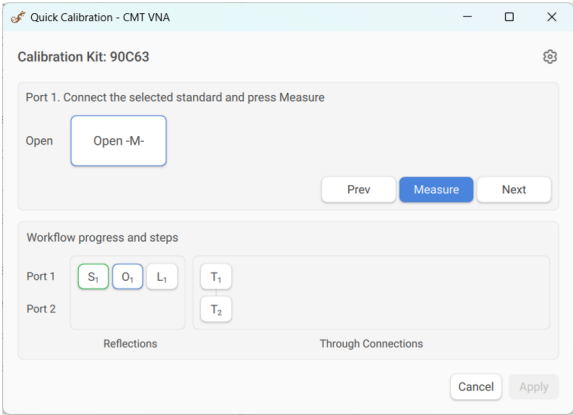 Quick Calibration - CMT VNA
Calibration Kit: 90C63
Port 1. Connect the selected standard and press Measure
Open
Open -M-
Prev
Measure
Next
Workflow progress and steps
Port 1
S₁
O₁
L₁
T₁
Port 2
T₂
Reflections
Through Connections
Cancel
Apply